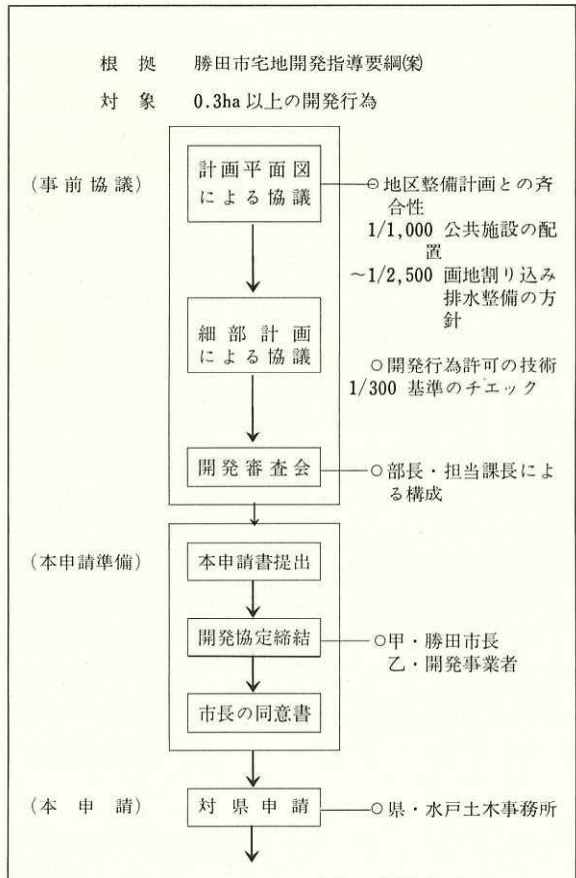 根拠 勝田市宅地開発指導要綱(案)
対象 0.3ha以上の開発行為
(事前協議)
計画平面図
による協議
○地区整備計画との斉
合性
1/1,000 公共施設の配
置
~1/2,500 画地割り込み
排水整備の方
針
細部計画
による協議
○開発行為許可の技術
1/300 基準のチェック
開発審査会
○部長・担当課長によ
る構成
(本申請準備)
本申請書提出
開発協定締結
○甲・勝田市長
乙・開発事業者
市長の同意書
(本申請)
対県申請
○県・水戸土木事務所